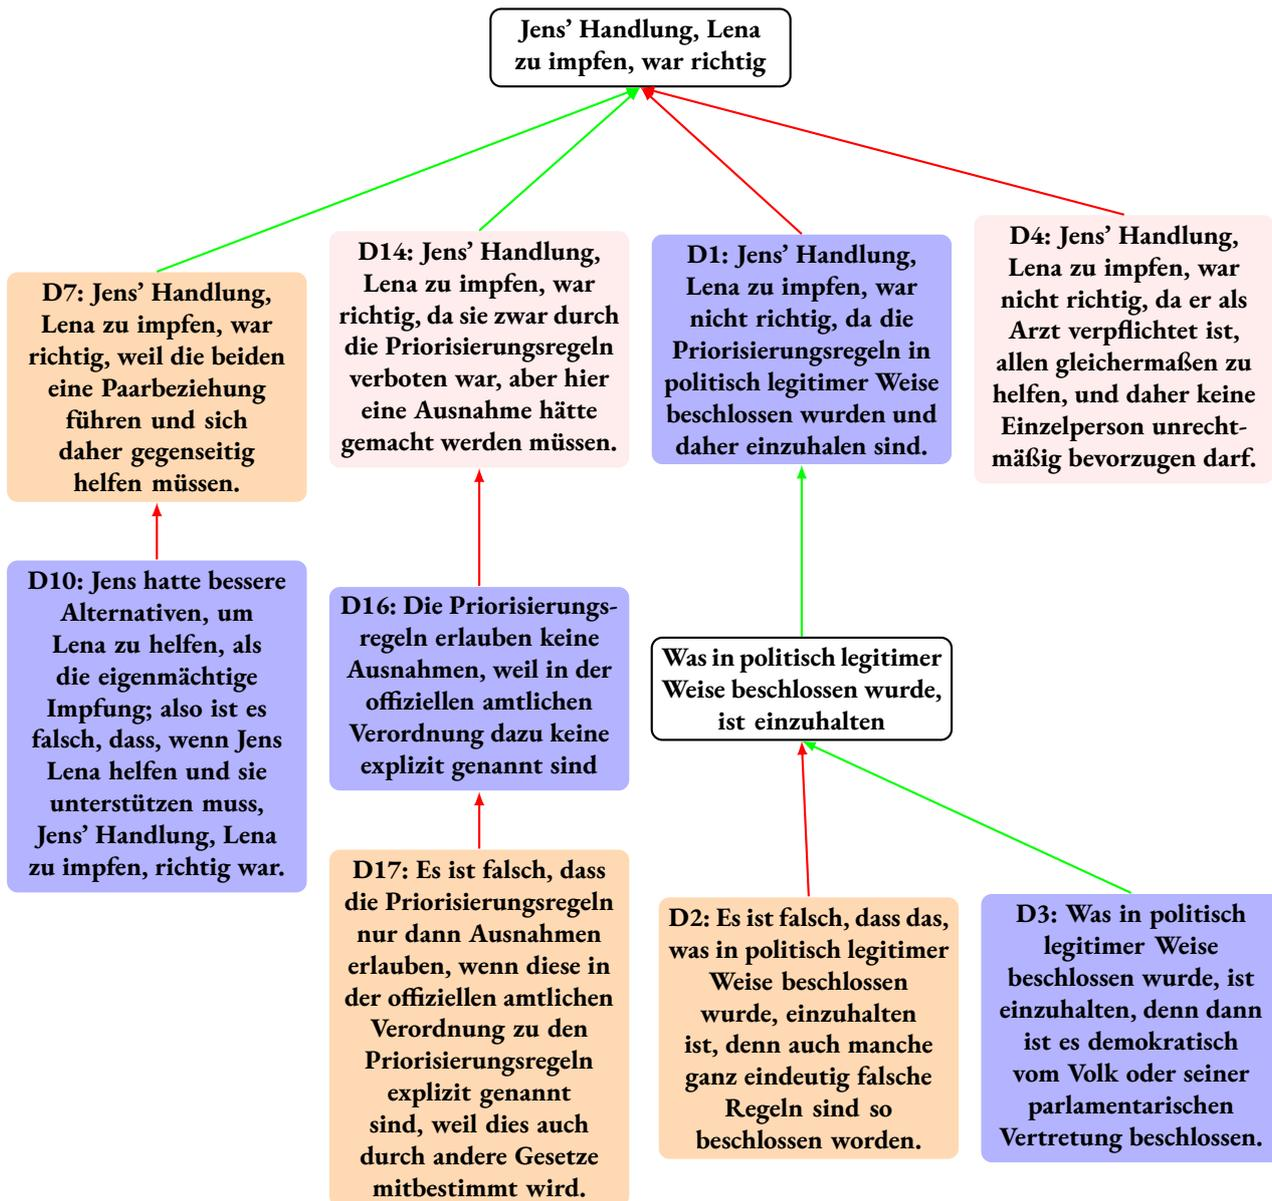 Jens’ Handlung, Lena
zu impfen, war richtig
D7: Jens’ Handlung,
Lena zu impfen, war
richtig, weil die beiden
eine Paarbeziehung
führen und sich
daher gegenseitig
helfen müssen.
D14: Jens’ Handlung,
Lena zu impfen, war
richtig, da sie zwar durch
die Priorisierungsregeln
verboten war, aber hier
eine Ausnahme hätte
gemacht werden müssen.
D1: Jens’ Handlung,
Lena zu impfen, war
nicht richtig, da die
Priorisierungsregeln in
politisch legitimer Weise
beschlossen wurden und
daher einzuhalen sind.
D4: Jens’ Handlung,
Lena zu impfen, war
nicht richtig, da er als
Arzt verpflichtet ist,
allen gleichermaßen zu
helfen, und daher keine
Einzelperson unrecht-
mäßig bevorzugen darf.
D10: Jens hatte bessere
Alternativen, um
Lena zu helfen, als
die eigenmächtige
Impfung; also ist es
falsch, dass, wenn Jens
Lena helfen und sie
unterstützen muss,
Jens’ Handlung, Lena
zu impfen, richtig war.
D16: Die Priorisierungs-
regeln erlauben keine
Ausnahmen, weil in der
offiziellen amtlichen
Verordnung dazu keine
explizit genannt sind
Was in politisch legitimer
Weise beschlossen wurde,
ist einzuhalten
D17: Es ist falsch, dass
die Priorisierungsregeln
nur dann Ausnahmen
erlauben, wenn diese in
der offiziellen amtlichen
Verordnung zu den
Priorisierungsregeln
explizit genannt
sind, weil dies auch
durch andere Gesetze
mitbestimmt wird.
D2: Es ist falsch, dass das,
was in politisch legitimer
Weise beschlossen
wurde, einzuhalten
ist, denn auch manche
ganz eindeutig falsche
Regeln sind so
beschlossen worden.
D3: Was in politisch
legitimer Weise
beschlossen wurde, ist
einzuhalten, denn dann
ist es demokratisch
vom Volk oder seiner
parlamentarischen
Vertretung beschlossen.